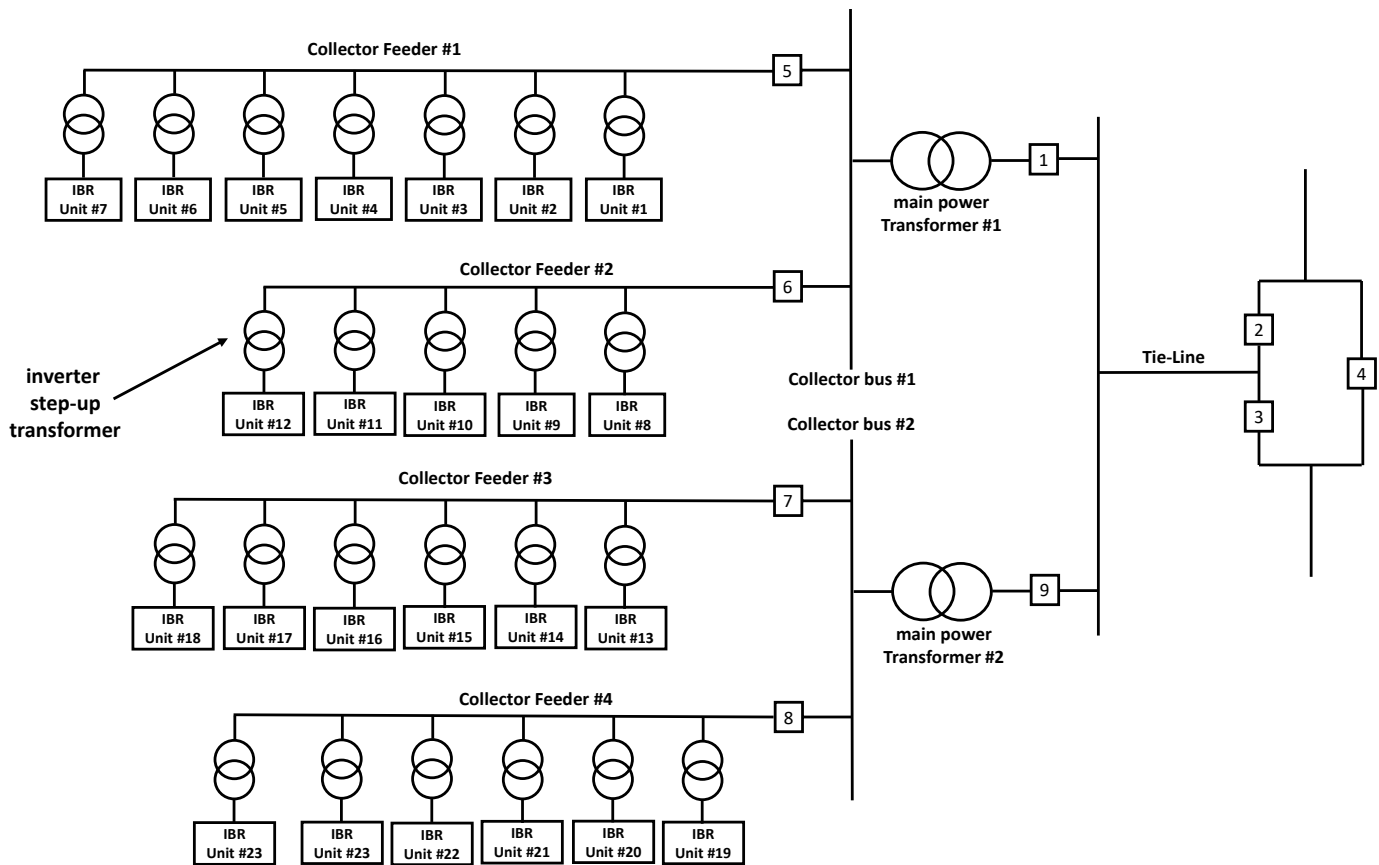 Collector Feeder #1
5
IBR
Unit #7
IBR
Unit #6
IBR
Unit #5
IBR
Unit #4
IBR
Unit #3
IBR
Unit #2
IBR
Unit #1
main power
Transformer #1
1
Collector Feeder #2
6
IBR
Unit #12
IBR
Unit #11
IBR
Unit #10
IBR
Unit #9
IBR
Unit #8
inverter
step-up
transformer
Collector bus #1
Collector bus #2
Tie-Line
2
3
4
Collector Feeder #3
7
IBR
Unit #18
IBR
Unit #17
IBR
Unit #16
IBR
Unit #15
IBR
Unit #14
IBR
Unit #13
9
main power
Transformer #2
Collector Feeder #4
8
IBR
Unit #23
IBR
Unit #23
IBR
Unit #22
IBR
Unit #21
IBR
Unit #20
IBR
Unit #19